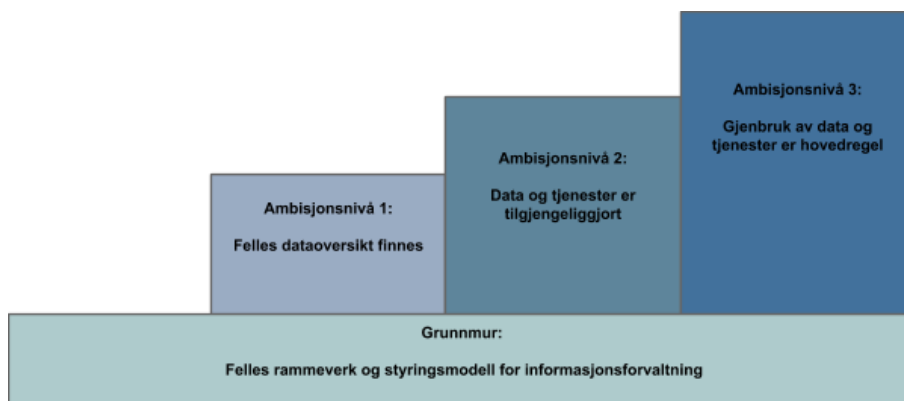 Ambisjonsnivå 1:
Felles dataoversikt finnes
Ambisjonsnivå 2:
Data og tjenester er
tilgjengeliggjort
Ambisjonsnivå 3:
Gjenbruk av data og
tjenester er hovedregel
Grunnmur:
Felles rammeverk og styringsmodell for informasjonsforvaltning